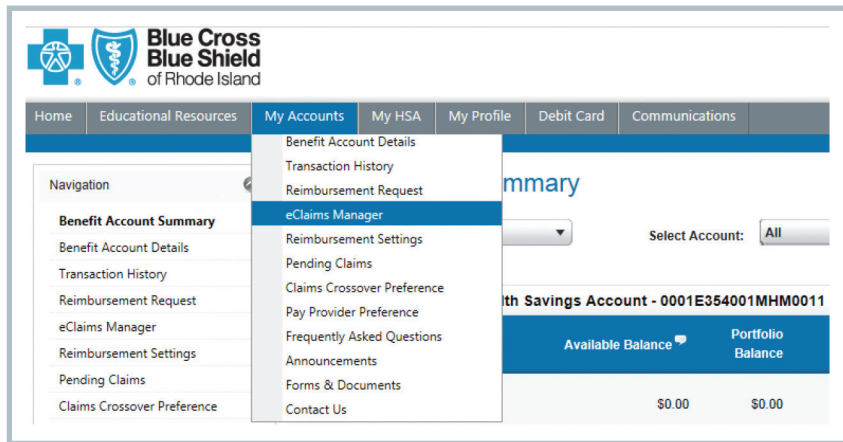 Blue Cross
Blue Shield
of Rhode Island
Home Educational Resources My Accounts My HSA My Profile Debit Card Communications
Navigation
Benefit Account Summary
Benefit Account Details
Transaction History
Reimbursement Request
eClaims Manager
Reimbursement Settings
Pending Claims
Claims Crossover Preference
Benefit Account Details
Transaction History
Reimbursement Request
eClaims Manager
Reimbursement Settings
Pending Claims
Claims Crossover Preference
Pay Provider Preference
Frequently Asked Questions
Announcements
Forms & Documents
Contact Us
mmary
Select Account: All
lth Savings Account - 0001E354001MHM0011
Available Balance Portfolio
Balance
$0.00 $0.00